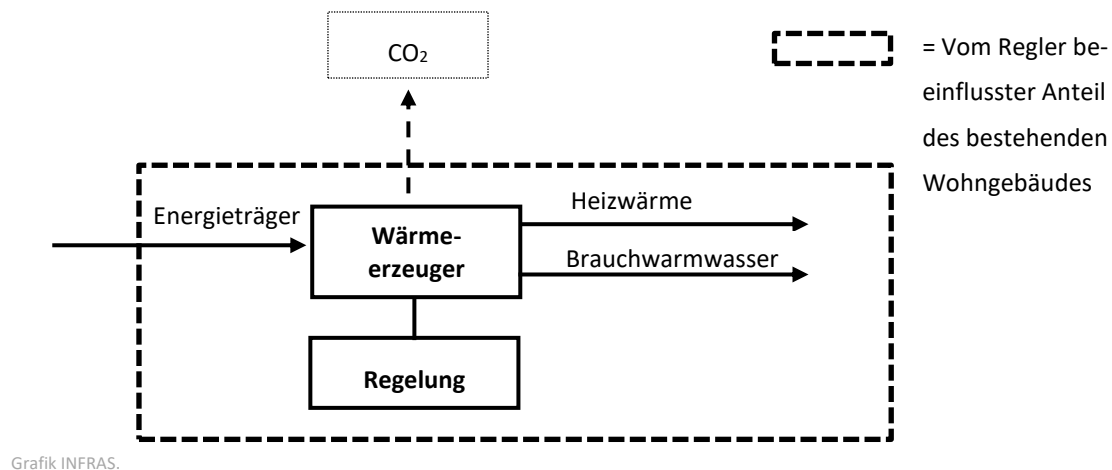 CO₂
= Vom Regler be-
einflusster Anteil
des bestehenden
Wohngebäudes
Energieträger
Wärme-
erzeuger
Heizwärme
Brauchwarmwasser
Regelung
Grafik INFRAS.